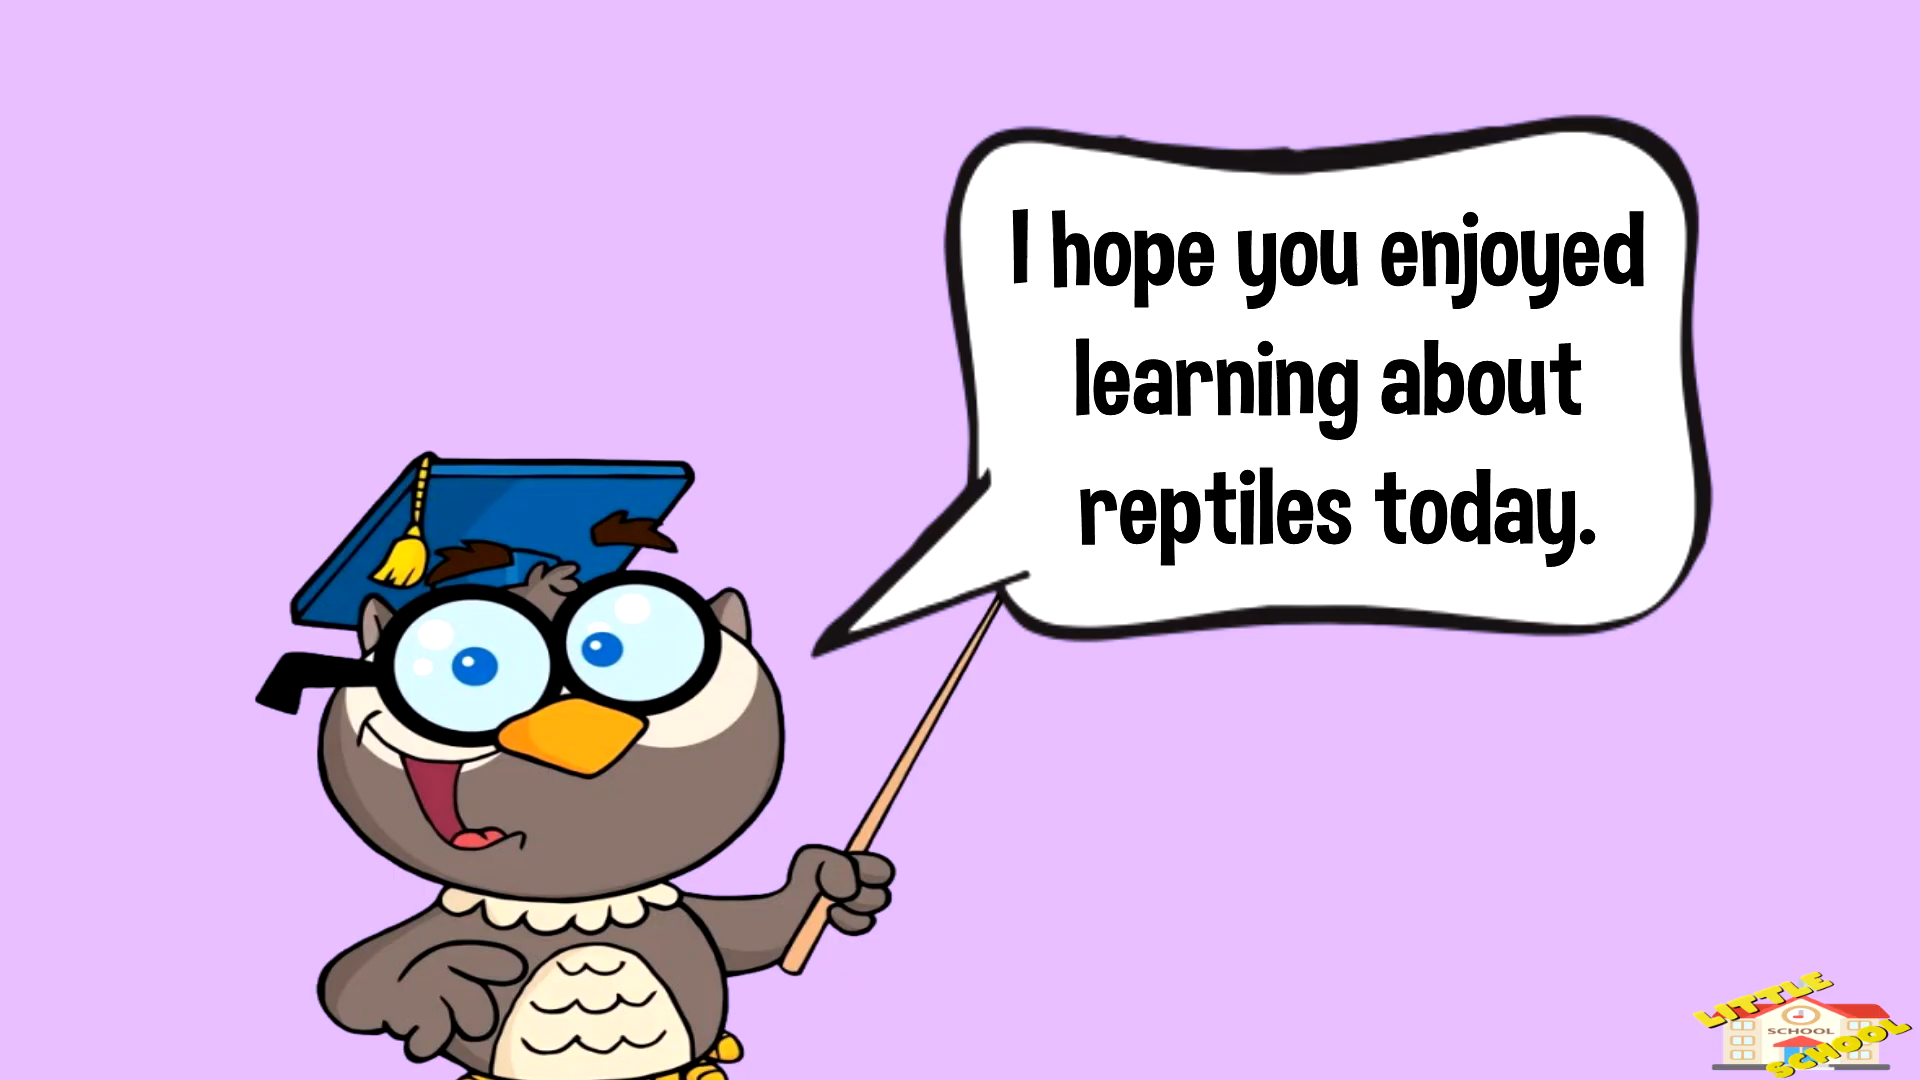 I hope you enjoyed
learning about
reptiles today.
LITTLE
SCHOOL
SCHOOL